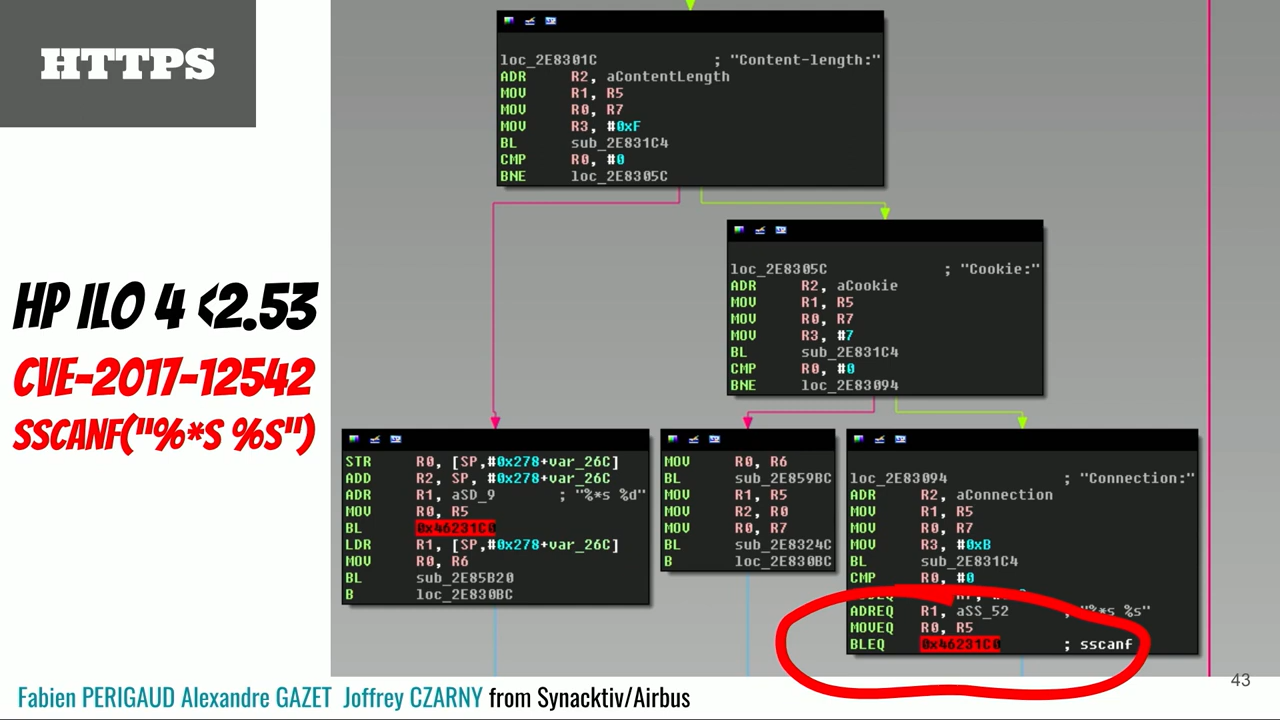 HTTPS
HP ILO 4 <2.53
CVE-2017-12542
SSCANF("%*S %S")
loc_2E8301C ; "Content-length:"
ADR R2, aContentLength
MOV R1, R5
MOV R0, R7
MOV R3, #0xF
BL sub_2E831C4
CMP R0, #0
BNE loc_2E8305C
loc_2E8305C ; "Cookie:"
ADR R2, aCookie
MOV R1, R5
MOV R0, R7
MOV R3, #7
BL sub_2E831C4
CMP R0, #0
BNE loc_2E83094
STR R0, [SP,#0x278+var_26C]
ADD R2, SP, #0x278+var_26C
ADR R1, aSD_9 ; "%*s %d"
MOV R0, R5
BL 0x46231C0
LDR R1, [SP,#0x278+var_26C]
MOV R0, R6
BL sub_2E85B20
B loc_2E830BC
MOV R0, R6
BL sub_2E859BC
MOV R1, R5
MOV R2, R0
MOV R0, R7
BL sub_2E8324C
B loc_2E830BC
loc_2E83094 ; "Connection:"
ADR R2, aConnection
MOV R1, R5
MOV R0, R7
MOV R3, #0xB
BL sub_2E831C4
CMP R0, #0
ADREQ R1, aSS_52 ; "%*s %s"
MOVEQ R0, R5
BLEQ 0x46231C0 ; sscanf
Fabien PERIGAUD Alexandre GAZET Joffrey CZARNY from Synacktiv/Airbus
43